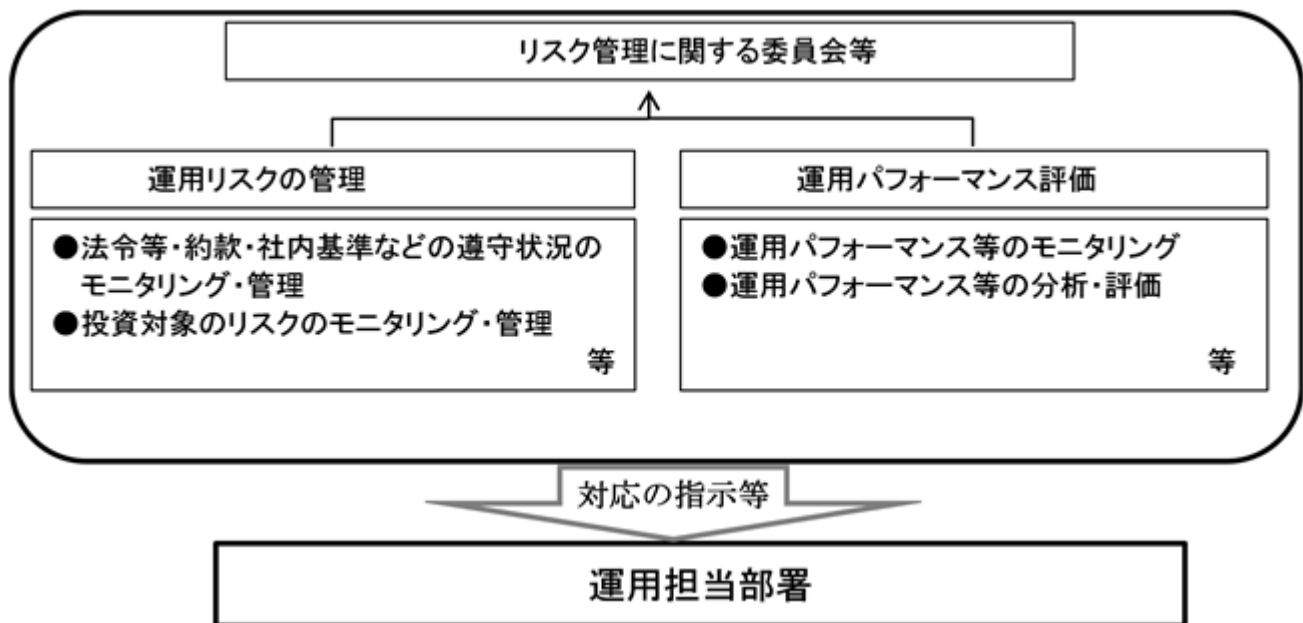 リスク管理に関する委員会等
運用リスクの管理
●法令等・約款・社内基準などの遵守状況の
モニタリング・管理
●投資対象のリスクのモニタリング・管理
等
運用パフォーマンス評価
●運用パフォーマンス等のモニタリング
●運用パフォーマンス等の分析・評価
等
対応の指示等
運用担当部署